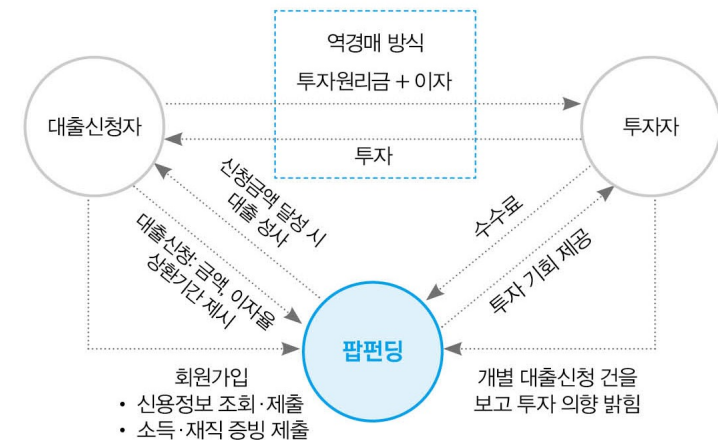 역경매 방식
투자원리금 + 이자
대출신청자
투자자
투자
신청금액 달성 시
대출 성사
대출신청: 금액, 이자율
상환기간 제시
수수료
투자 기회 제공
팝펀딩
회원가입
• 신용정보 조회·제출
• 소득·재직 증빙 제출
개별 대출신청 건을
보고 투자 의향 밝힘